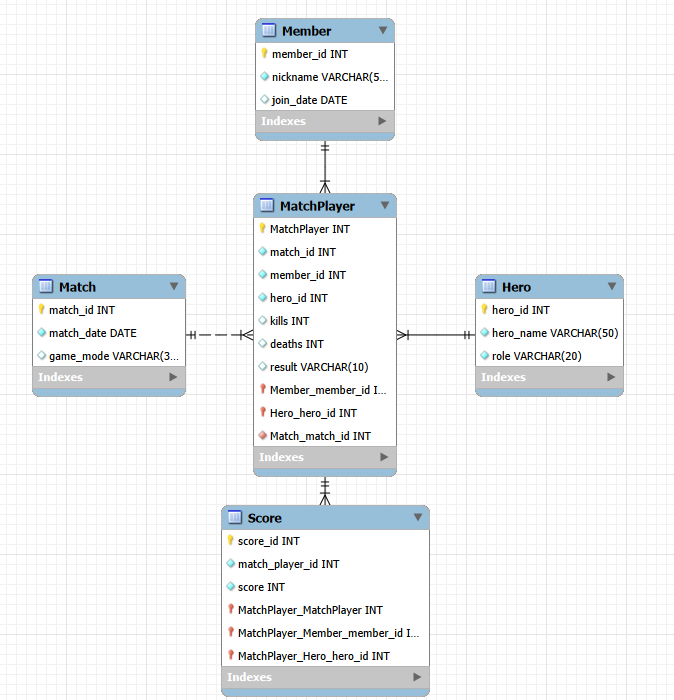 Member
member_id INT
nickname VARCHAR(5...
join_date DATE
Indexes
MatchPlayer
MatchPlayer INT
match_id INT
member_id INT
hero_id INT
kills INT
deaths INT
result VARCHAR(10)
Member_member_id I...
Hero_hero_id INT
Match_match_id INT
Indexes
Match
match_id INT
match_date DATE
game_mode VARCHAR(3...
Indexes
Hero
hero_id INT
hero_name VARCHAR(50)
role VARCHAR(20)
Indexes
Score
score_id INT
match_player_id INT
score INT
MatchPlayer_MatchPlayer INT
MatchPlayer_Member_member_id I...
MatchPlayer_Hero_hero_id INT
Indexes